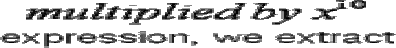 multiplied by x¹⁰
expression, we extract